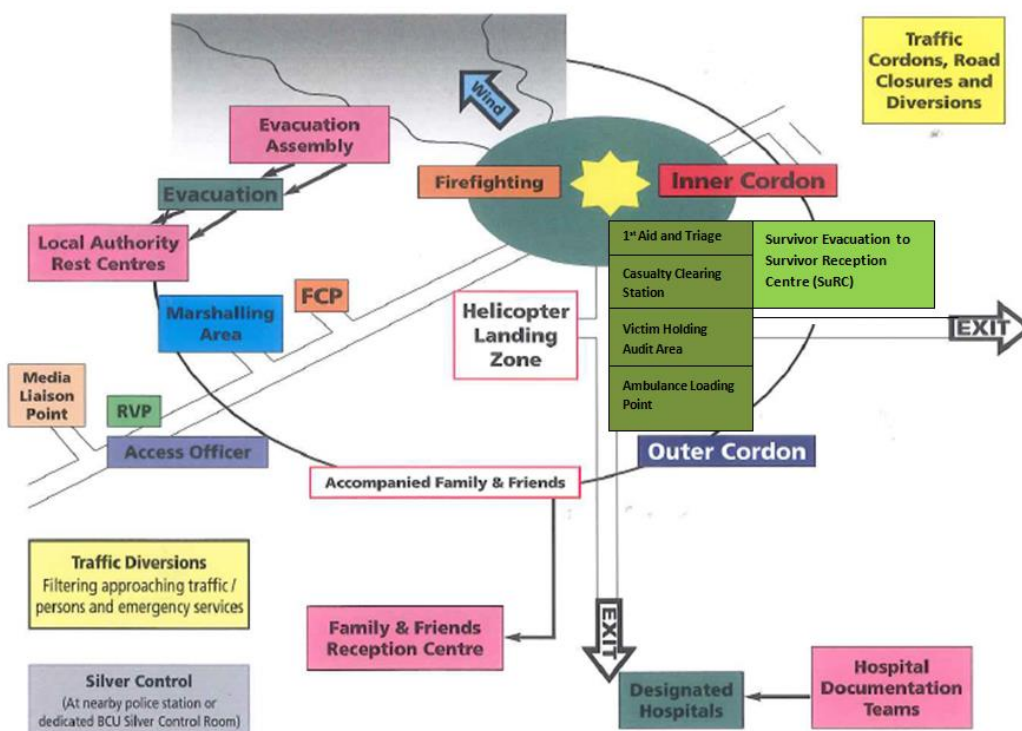 Traffic
Cordons, Road
Closures and
Diversions
Wind
Evacuation
Assembly
Firefighting
Inner Cordon
Evacuation
1st Aid and Triage
Survivor Evacuation to
Survivor Reception
Centre (SuRC)
Local Authority
Rest Centres
Casualty Clearing
Station
FCP
Marshalling
Area
Helicopter
Landing
Zone
Victim Holding
Audit Area
EXIT
Media
Liaison
Point
RVP
Ambulance Loading
Point
Access Officer
Outer Cordon
Accompanied Family & Friends
Traffic Diversions
Filtering approaching traffic /
persons and emergency services
Family & Friends
Reception Centre
EXIT
Silver Control
(At nearby police station or
dedicated BCU Silver Control Room)
Designated
Hospitals
Hospital
Documentation
Teams